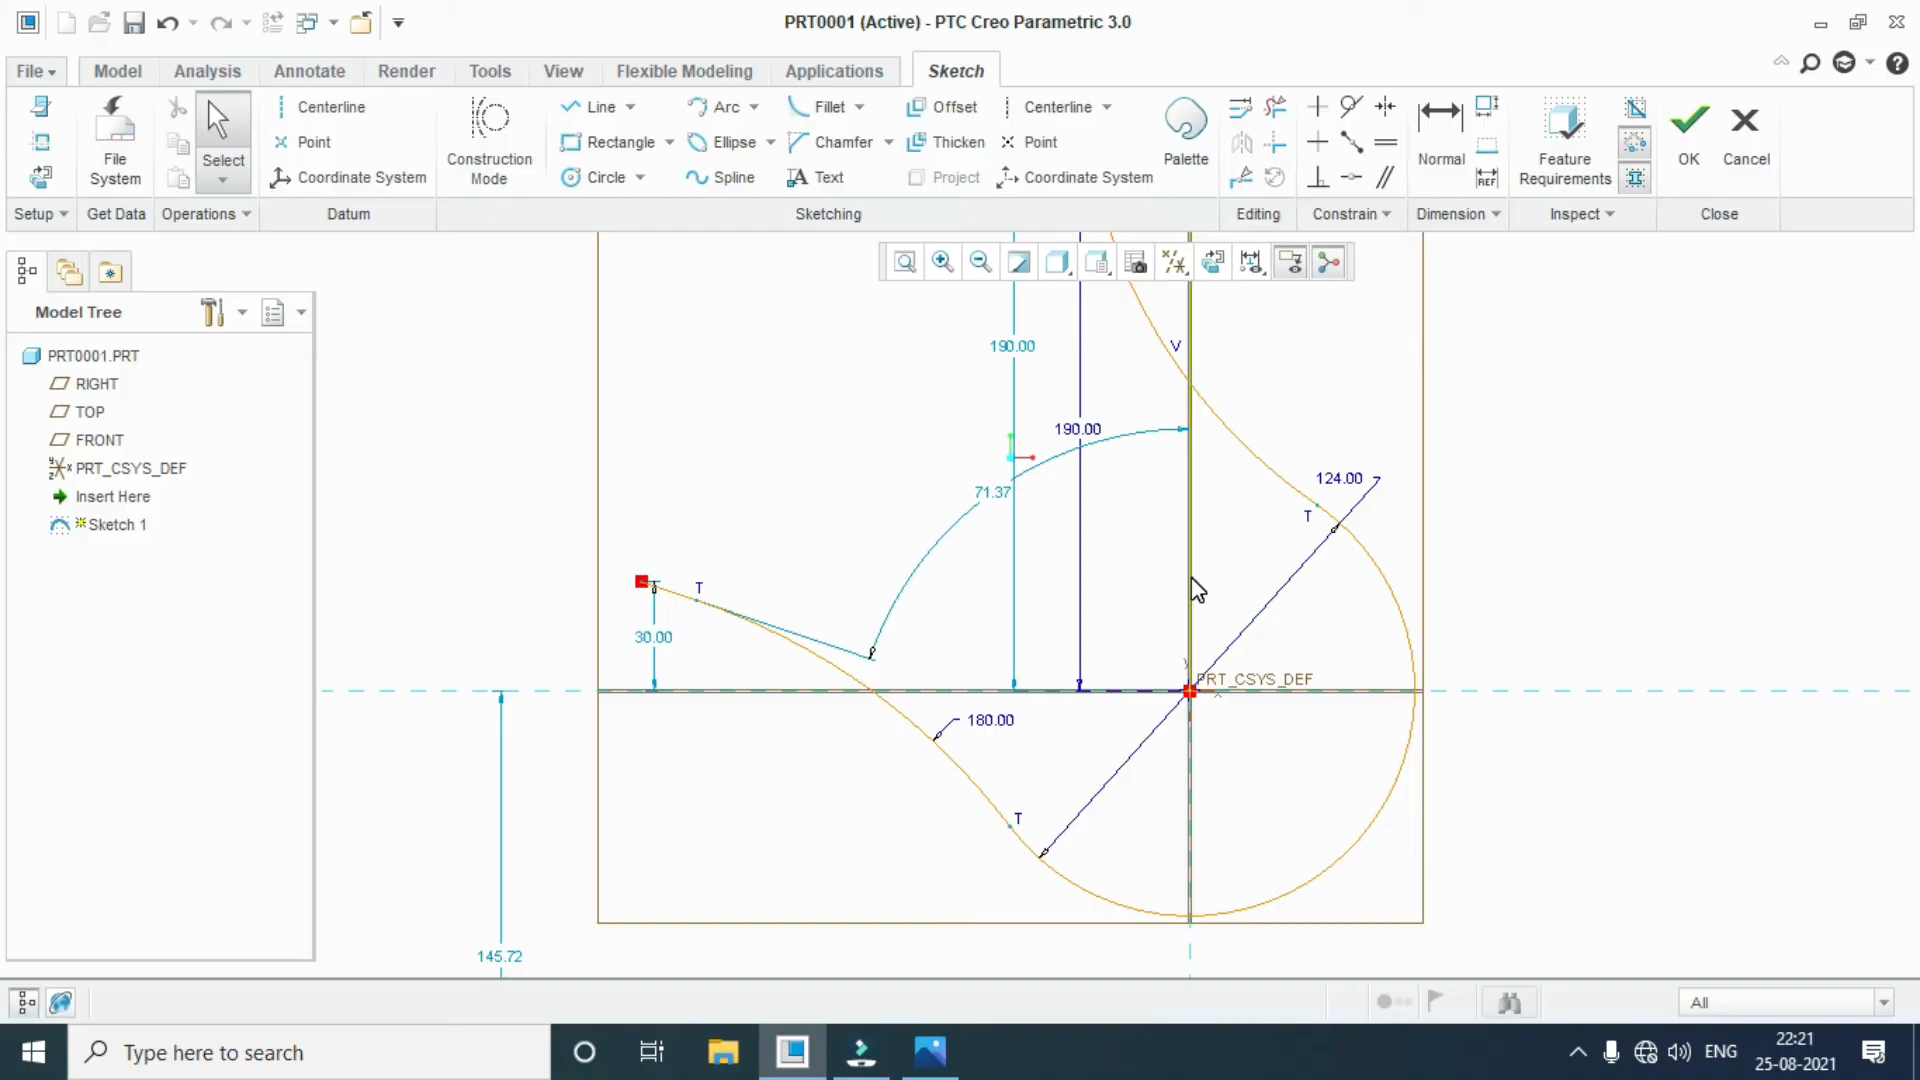 PRT0001 (Active) - PTC Creo Parametric 3.0
File Model Analysis Annotate Render Tools View Flexible Modeling Applications Sketch
File System
Select
Centerline
Point
Coordinate System
Construction Mode
Line
Rectangle
Circle
Arc
Ellipse
Spline
Fillet
Chamfer
Text
Offset
Thicken
Project
Centerline
Point
Coordinate System
Palette
Normal
REF
Feature Requirements
OK
Cancel
Setup Get Data Operations Datum Sketching Editing Constrain Dimension Inspect Close
Model Tree
PRT0001.PRT
RIGHT
TOP
FRONT
PRT_CSYS_DEF
Insert Here
Sketch 1
190.00
V
190.00
124.00
71.37
T
T
30.00
PRT_CSYS_DEF
180.00
T
145.72
All
Type here to search
ENG
22:21
25-08-2021